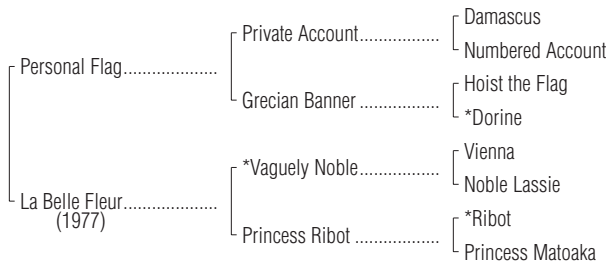 Damascus
Private Account..................
Numbered Account
Personal Flag.....................
Hoist the Flag
Grecian Banner ..................
*Dorine
Vienna
*Vaguely Noble..................
Noble Lassie
La Belle Fleur.....................
(1977)
*Ribot
Princess Ribot ..................
Princess Matoaka